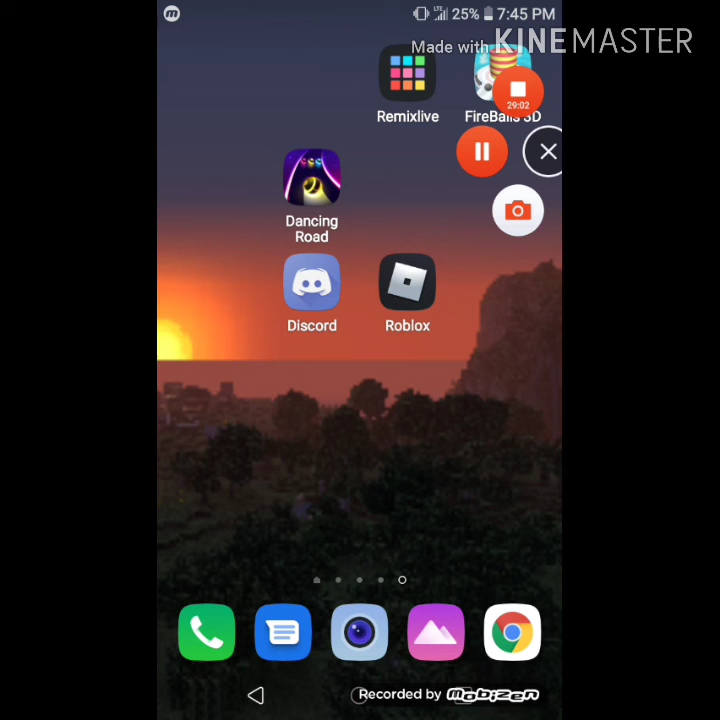 m
LTE 25% 7:45 PM
Made with KINEMASTER
29:02
Remixlive
FireBalls 3D
Dancing
Road
Discord
Roblox
Recorded by Mobizen